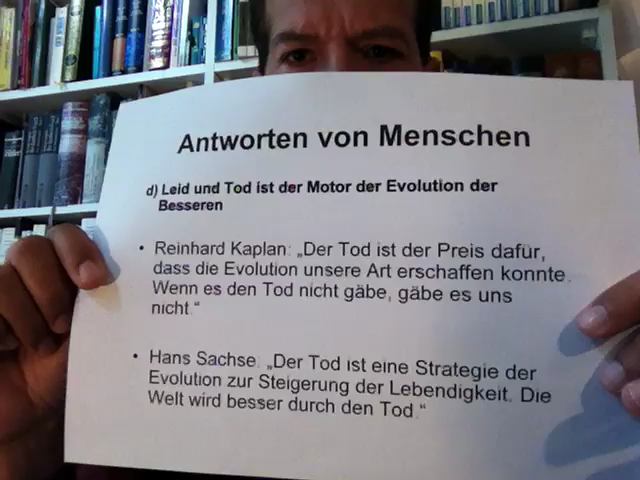 Antworten von Menschen
d) Leid und Tod ist der Motor der Evolution der
Besseren
• Reinhard Kaplan: „Der Tod ist der Preis dafür,
dass die Evolution unsere Art erschaffen konnte.
Wenn es den Tod nicht gäbe, gäbe es uns
nicht.“
• Hans Sachse: „Der Tod ist eine Strategie der
Evolution zur Steigerung der Lebendigkeit. Die
Welt wird besser durch den Tod.“